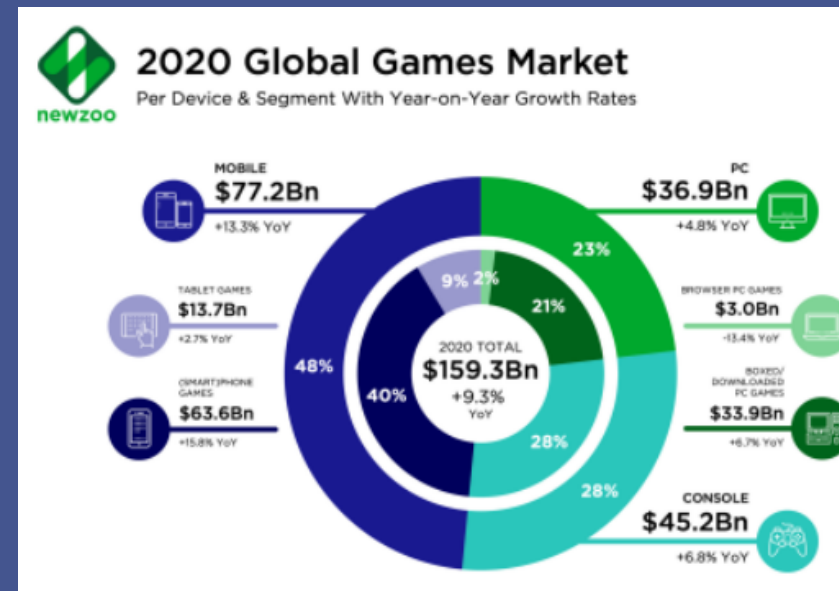 newzoo
2020 Global Games Market
Per Device & Segment With Year-on-Year Growth Rates
MOBILE
$77.2Bn
+13.3% YoY
TABLET GAMES
$13.7Bn
+2.7% YoY
(SMART)PHONE
GAMES
$63.6Bn
+15.8% YoY
48%
9%
2%
23%
21%
40%
28%
28%
2020 TOTAL
$159.3Bn
+9.3%
YoY
PC
$36.9Bn
+4.8% YoY
BROWSER PC GAMES
$3.0Bn
-13.4% YoY
BOXED/
DOWNLOADED
PC GAMES
$33.9Bn
+6.7% YoY
CONSOLE
$45.2Bn
+6.8% YoY